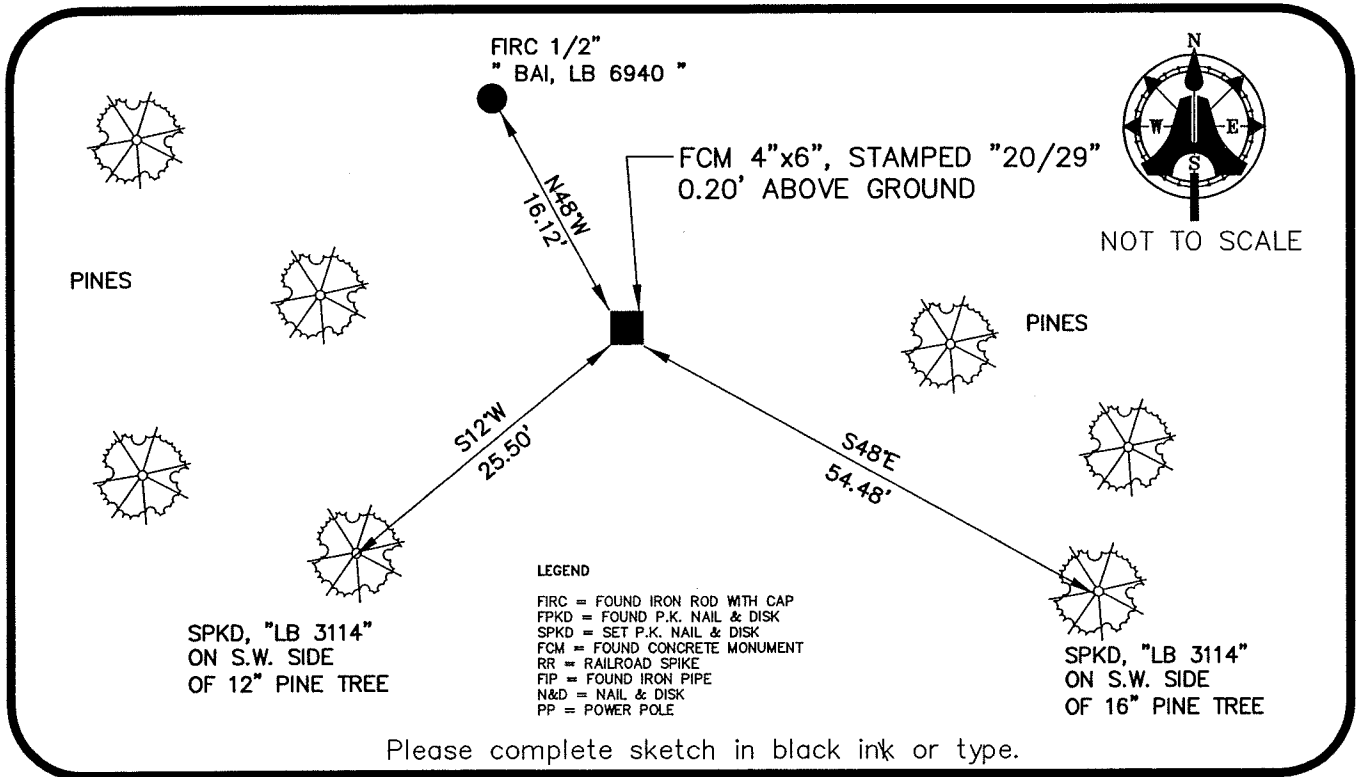 FIRC 1/2"
" BAI, LB 6940 "
N
W E
S
FCM 4"x6", STAMPED "20/29"
0.20' ABOVE GROUND
NOT TO SCALE
N48°W
16.12'
PINES
PINES
S12°W
25.50'
S48°E
54.48'
LEGEND
FIRC = FOUND IRON ROD WITH CAP
FPKD = FOUND P.K. NAIL & DISK
SPKD = SET P.K. NAIL & DISK
FCM = FOUND CONCRETE MONUMENT
RR = RAILROAD SPIKE
FIP = FOUND IRON PIPE
N&D = NAIL & DISK
PP = POWER POLE
SPKD, "LB 3114"
ON S.W. SIDE
OF 12" PINE TREE
SPKD, "LB 3114"
ON S.W. SIDE
OF 16" PINE TREE
Please complete sketch in black ink or type.